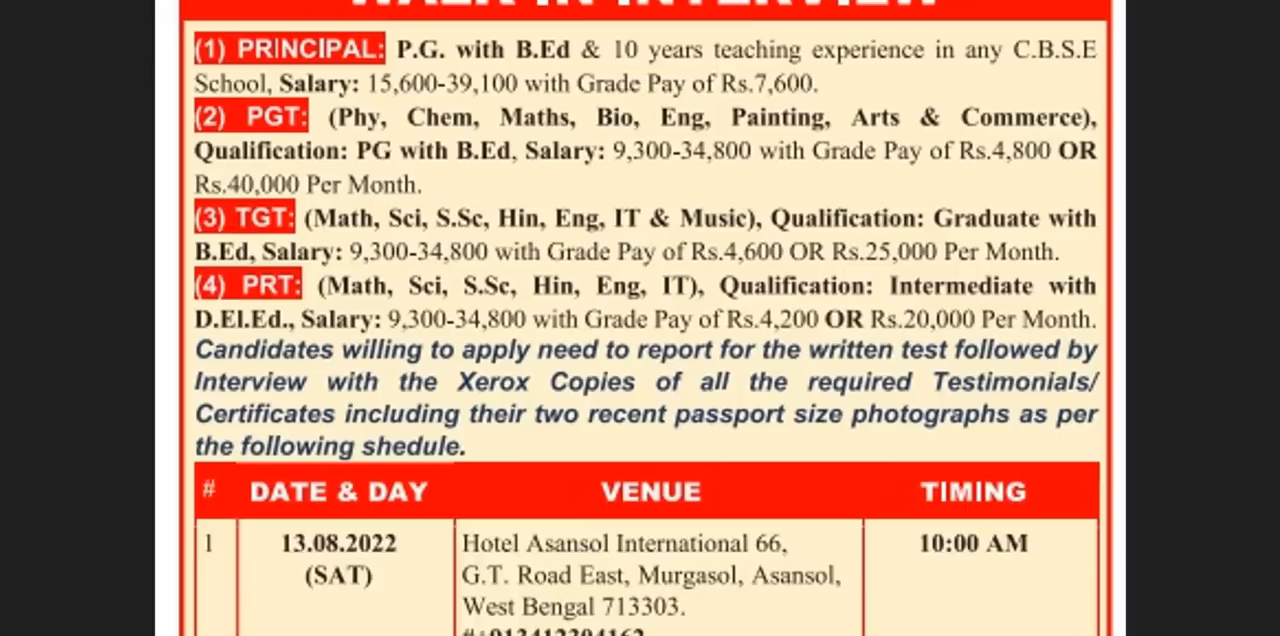 WALK IN INTERVIEW
(1) PRINCIPAL: P.G. with B.Ed & 10 years teaching experience in any C.B.S.E
School, Salary: 15,600-39,100 with Grade Pay of Rs.7,600.
(2) PGT: (Phy, Chem, Maths, Bio, Eng, Painting, Arts & Commerce),
Qualification: PG with B.Ed, Salary: 9,300-34,800 with Grade Pay of Rs.4,800 OR
Rs.40,000 Per Month.
(3) TGT: (Math, Sci, S.Sc, Hin, Eng, IT & Music), Qualification: Graduate with
B.Ed, Salary: 9,300-34,800 with Grade Pay of Rs.4,600 OR Rs.25,000 Per Month.
(4) PRT: (Math, Sci, S.Sc, Hin, Eng, IT), Qualification: Intermediate with
D.El.Ed., Salary: 9,300-34,800 with Grade Pay of Rs.4,200 OR Rs.20,000 Per Month.
Candidates willing to apply need to report for the written test followed by
Interview with the Xerox Copies of all the required Testimonials/
Certificates including their two recent passport size photographs as per
the following shedule.
# DATE & DAY VENUE TIMING
1 13.08.2022 Hotel Asansol International 66, 10:00 AM
(SAT) G.T. Road East, Murgasol, Asansol,
West Bengal 713303.